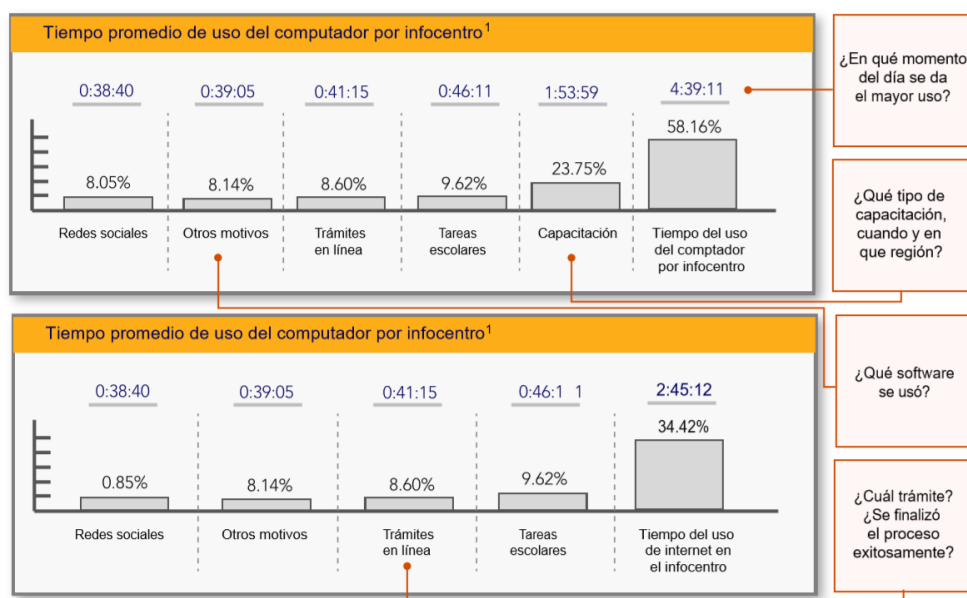 Tiempo promedio de uso del computador por infocentro1
0:38:40
0:39:05
0:41:15
0:46:11
1:53:59
4:39:11
8.05%
8.14%
8.60%
9.62%
23.75%
58.16%
Redes sociales
Otros motivos
Trámites
en línea
Tareas
escolares
Capacitación
Tiempo del uso
del comptador
por infocentro
¿En qué momento
del día se da
el mayor uso?
¿Qué tipo de
capacitación,
cuando y en
que región?
Tiempo promedio de uso del computador por infocentro1
0:38:40
0:39:05
0:41:15
0:46:1 1
2:45:12
0.85%
8.14%
8.60%
9.62%
34.42%
Redes sociales
Otros motivos
Trámites
en línea
Tareas
escolares
Tiempo del uso
de internet en
el infocentro
¿Qué software
se usó?
¿Cuál trámite?
¿Se finalizó
el proceso
exitosamente?